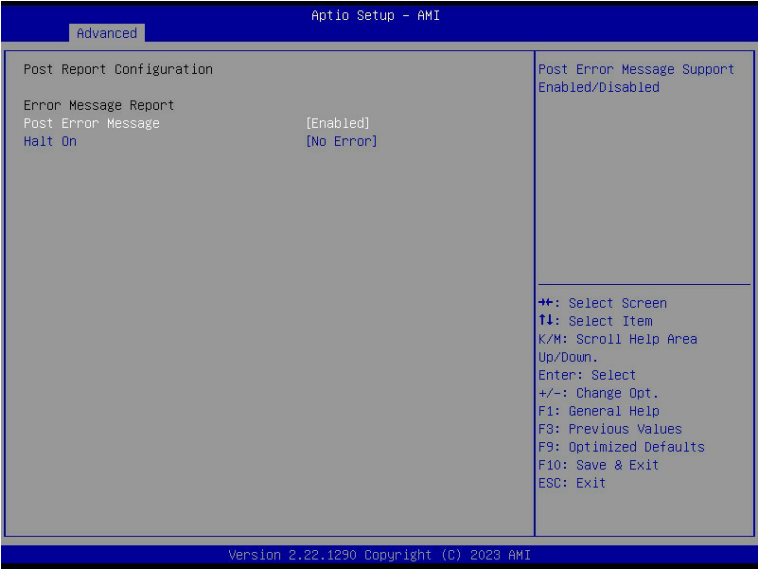 Aptio Setup – AMI
Advanced
Post Report Configuration
Error Message Report
Post Error Message [Enabled]
Halt On [No Error]
Post Error Message Support
Enabled/Disabled
→←: Select Screen
↑↓: Select Item
K/M: Scroll Help Area
Up/Down.
Enter: Select
+/-: Change Opt.
F1: General Help
F3: Previous Values
F9: Optimized Defaults
F10: Save & Exit
ESC: Exit
Version 2.22.1290 Copyright (C) 2023 AMI